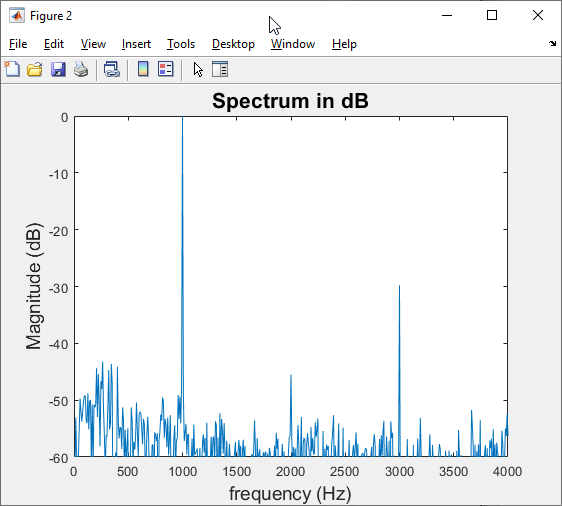 Figure 2
File Edit View Insert Tools Desktop Window Help
Spectrum in dB
Magnitude (dB)
0
-10
-20
-30
-40
-50
-60
0 500 1000 1500 2000 2500 3000 3500 4000
frequency (Hz)